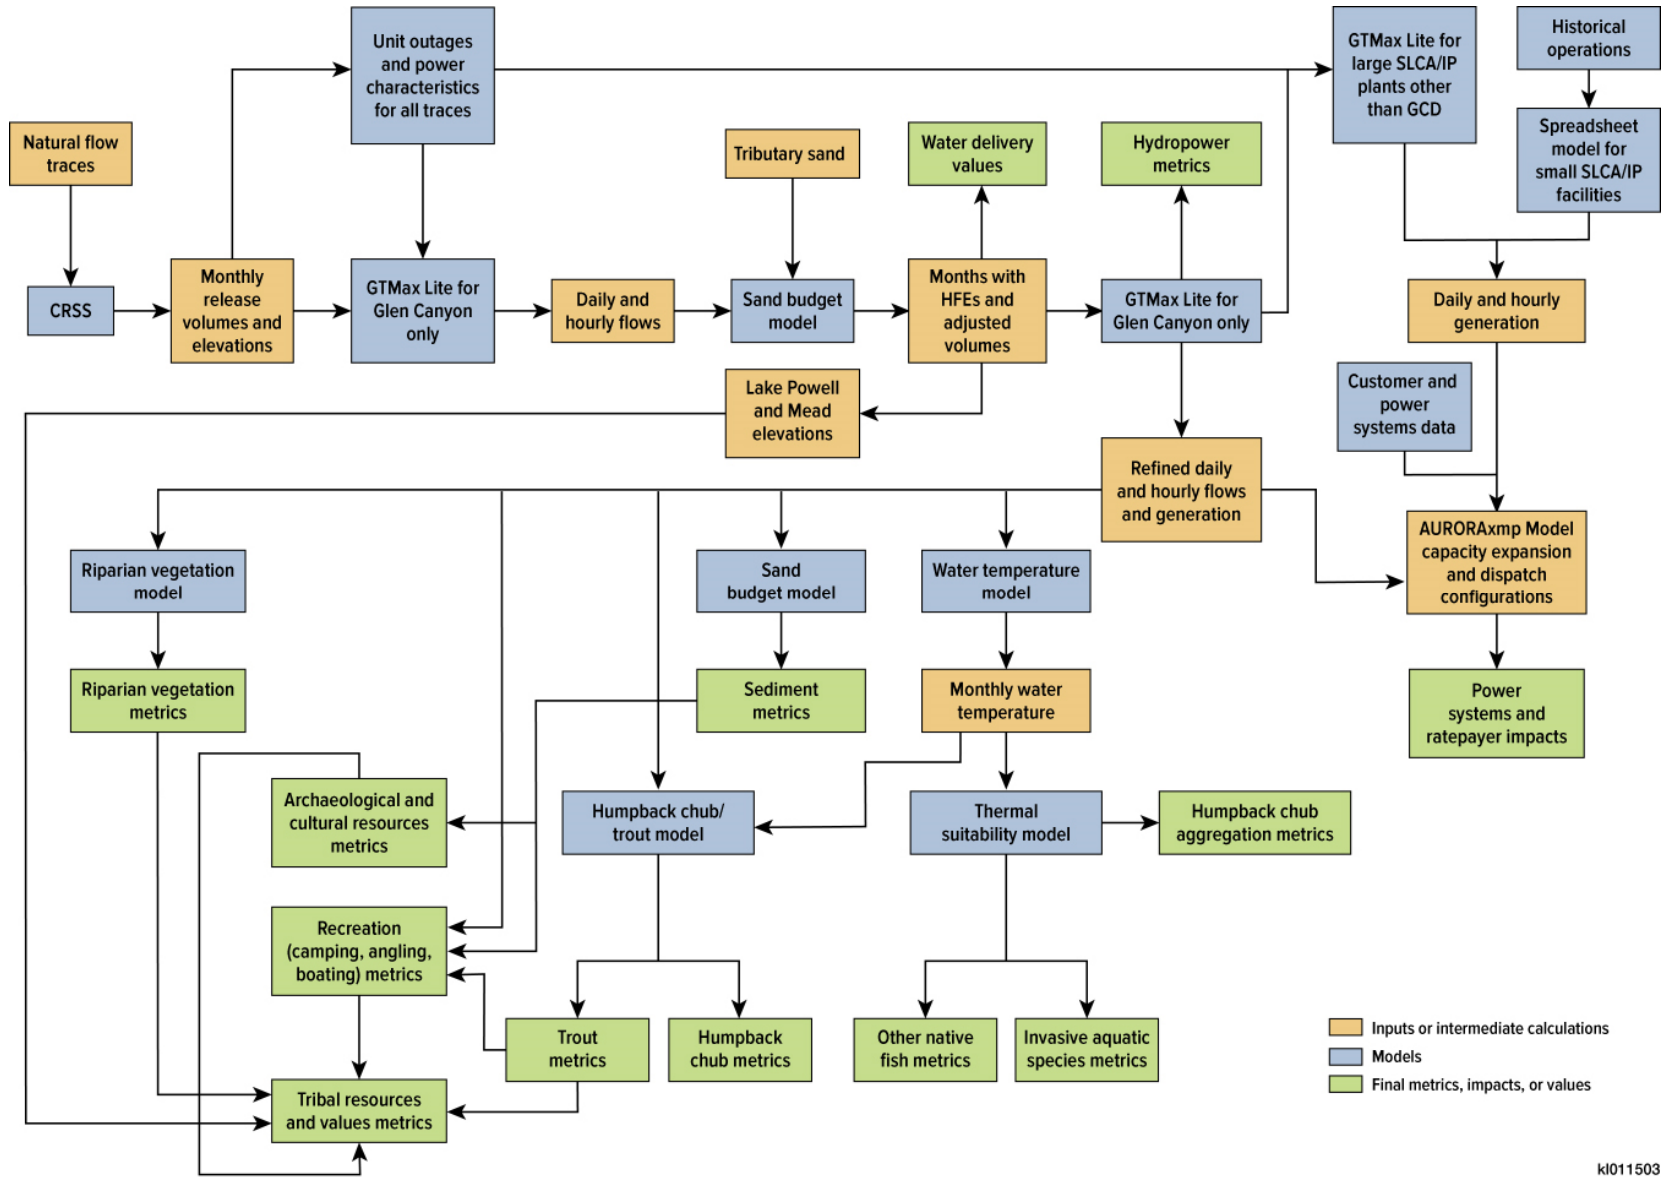 Unit outages
and power
characteristics
for all traces
GTMax Lite for
large SLCA/IP
plants other
than GCD
Historical
operations
Natural flow
traces
Tributary sand
Water delivery
values
Hydropower
metrics
Spreadsheet
model for
small SLCA/IP
facilities
CRSS
Monthly
release
volumes and
elevations
GTMax Lite for
Glen Canyon
only
Daily and
hourly flows
Sand budget
model
Months with
HFEs and
adjusted
volumes
GTMax Lite for
Glen Canyon only
Daily and hourly
generation
Lake Powell
and Mead
elevations
Customer and
power
systems data
Refined daily
and hourly flows
and generation
AURORAxmp Model
capacity expansion
and dispatch
configurations
Riparian vegetation
model
Sand
budget model
Water temperature
model
Riparian vegetation
metrics
Sediment
metrics
Monthly water
temperature
Power
systems and
ratepayer impacts
Archaeological and
cultural resources
metrics
Humpback chub/
trout model
Thermal
suitability model
Humpback chub
aggregation metrics
Recreation
(camping, angling,
boating) metrics
Trout
metrics
Humpback
chub metrics
Other native
fish metrics
Invasive aquatic
species metrics
Tribal resources
and values metrics
Inputs or intermediate calculations
Models
Final metrics, impacts, or values
kl011503